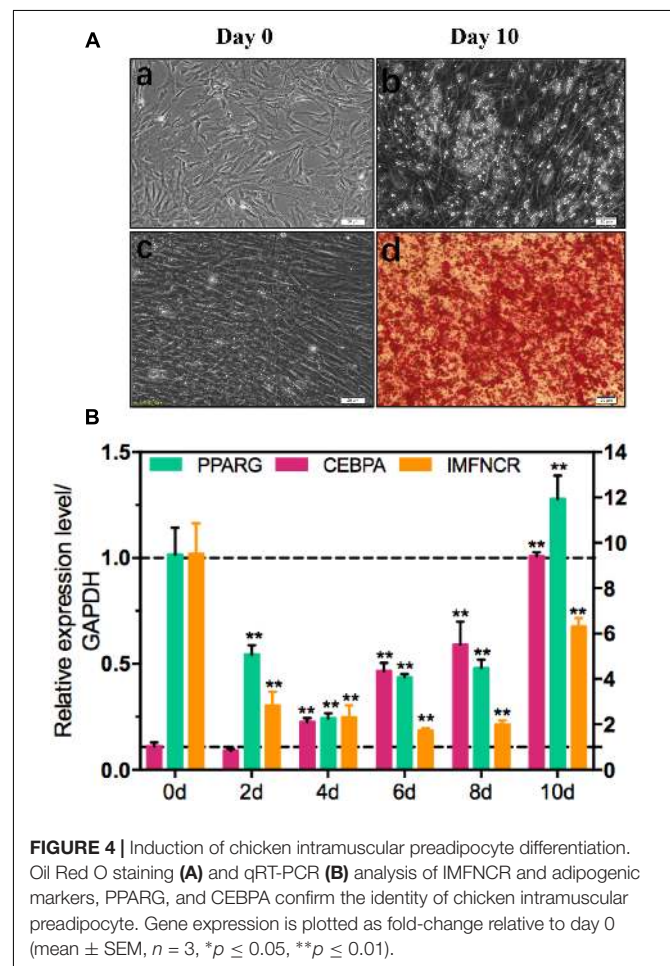 A
Day 0 Day 10
a b
c d
B
1.5 PPARG CEBPA IMFNCR 14
12
1.0 10
8
0.5 6
4
2
0.0 0
Relative expression level/
GAPDH
** ** ** ** ** ** ** ** ** ** ** ** ** **
0d 2d 4d 6d 8d 10d
FIGURE 4 | Induction of chicken intramuscular preadipocyte differentiation.
Oil Red O staining (A) and qRT-PCR (B) analysis of IMFNCR and adipogenic
markers, PPARG, and CEBPA confirm the identity of chicken intramuscular
preadipocyte. Gene expression is plotted as fold-change relative to day 0
(mean ± SEM, n = 3, *p ≤ 0.05, **p ≤ 0.01).